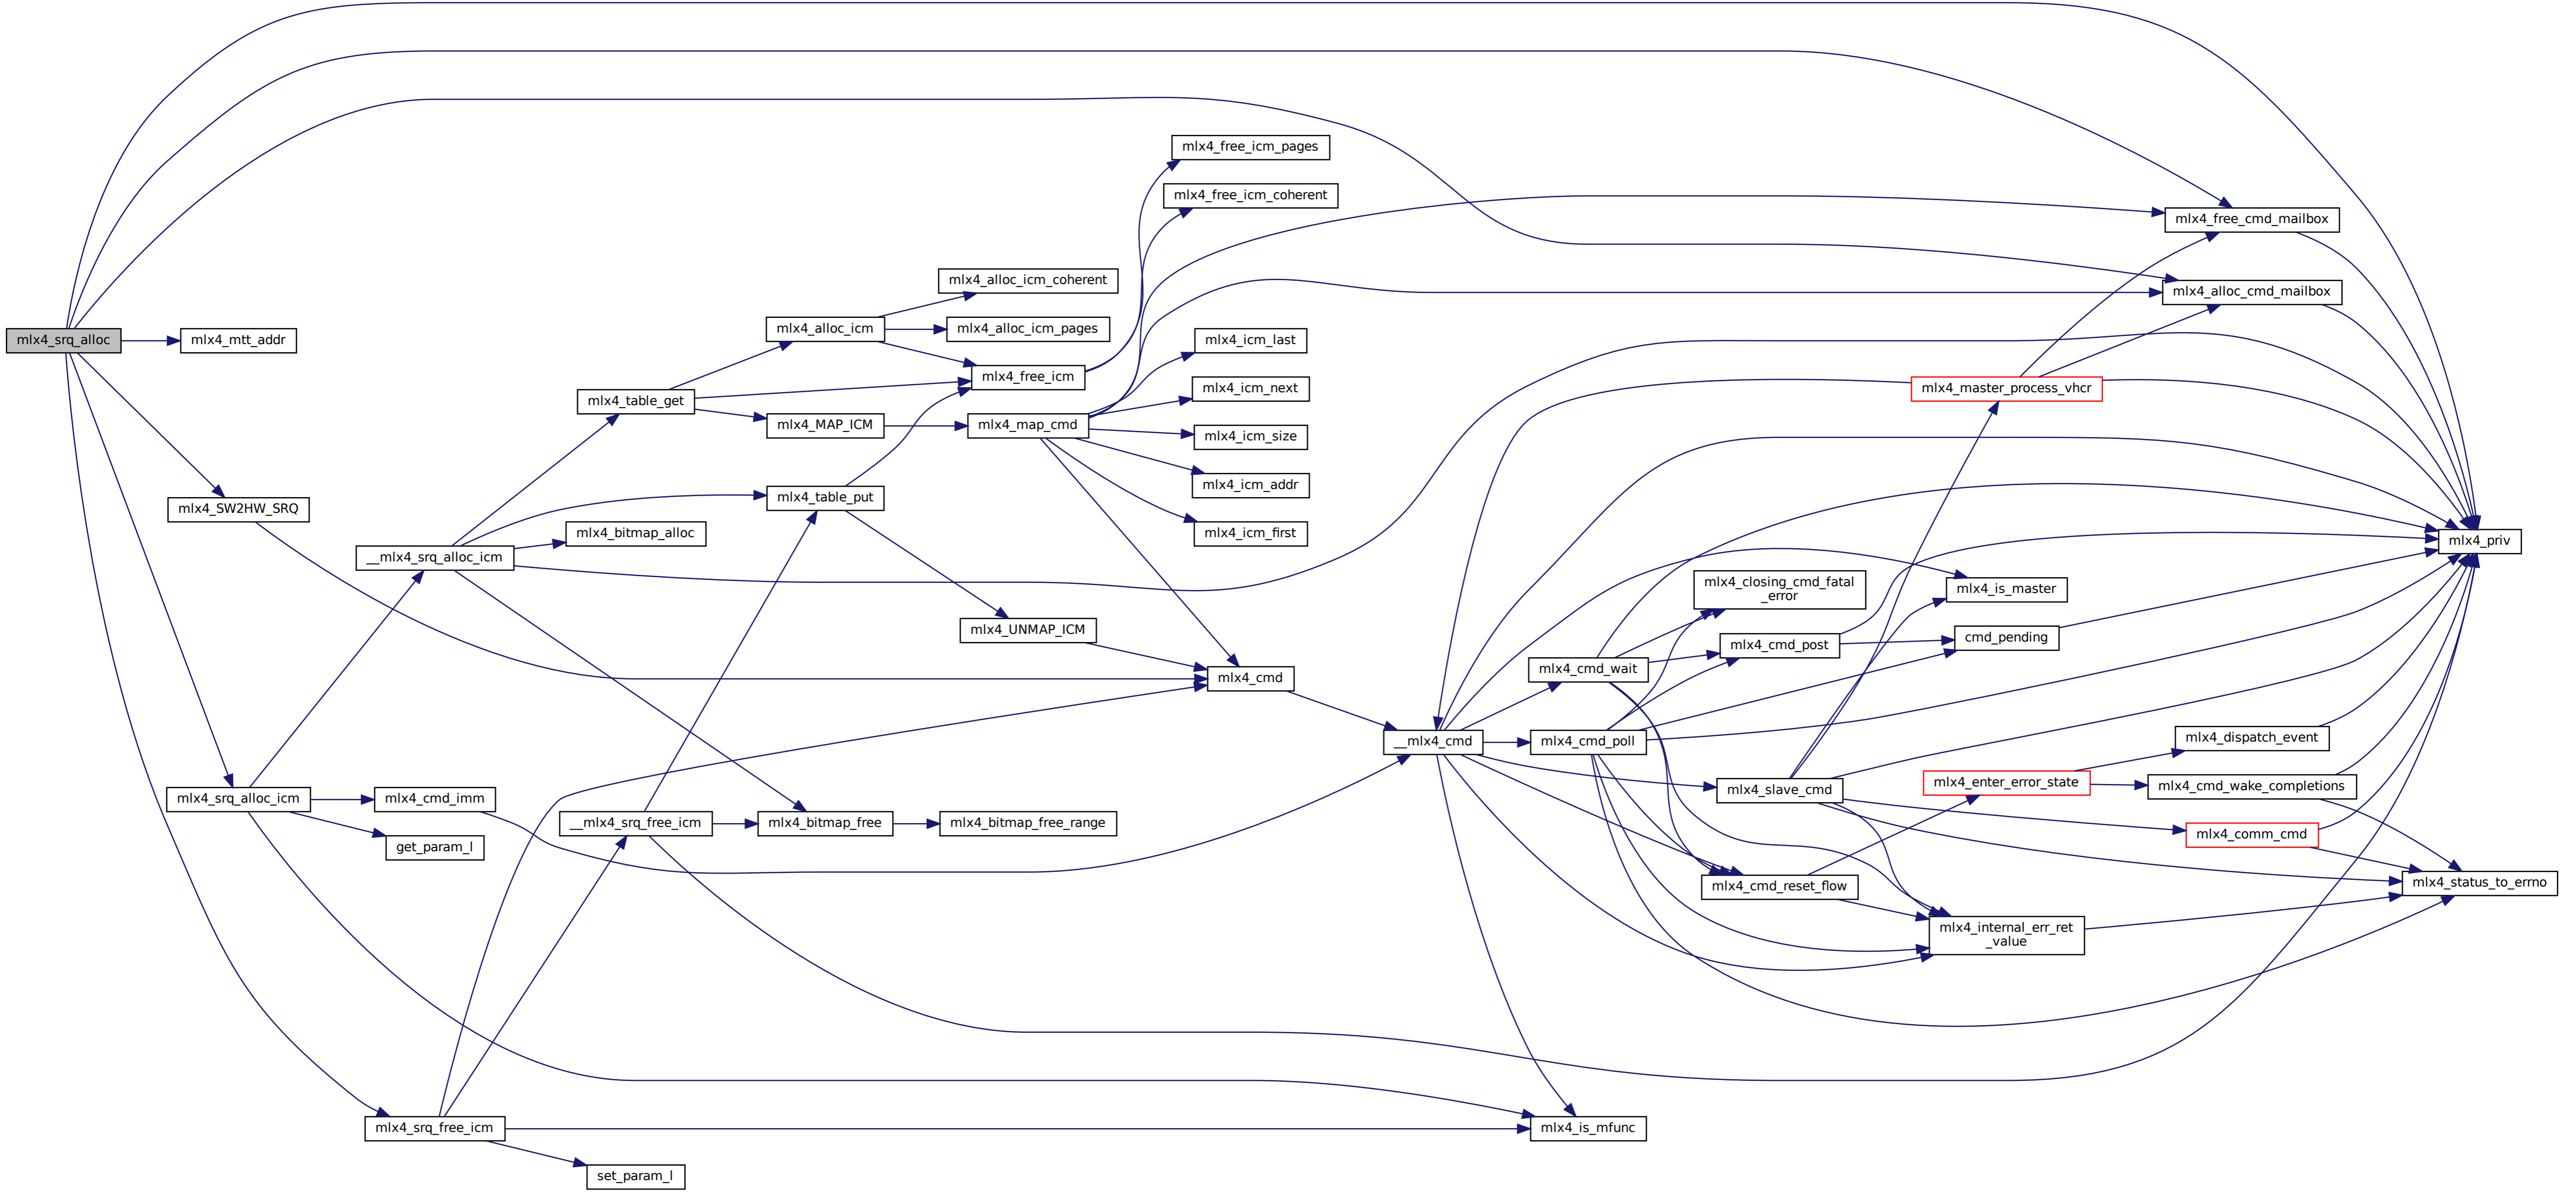 mlx4_srq_alloc
mlx4_mtt_addr
mlx4_SW2HW_SRQ
mlx4_srq_alloc_icm
__mlx4_srq_alloc_icm
mlx4_cmd_imm
get_param_l
mlx4_srq_free_icm
mlx4_table_get
mlx4_bitmap_alloc
__mlx4_srq_free_icm
set_param_l
mlx4_alloc_icm
mlx4_MAP_ICM
mlx4_table_put
mlx4_bitmap_free
mlx4_alloc_icm_coherent
mlx4_alloc_icm_pages
mlx4_free_icm
mlx4_map_cmd
mlx4_UNMAP_ICM
mlx4_bitmap_free_range
mlx4_free_icm_pages
mlx4_free_icm_coherent
mlx4_icm_last
mlx4_icm_next
mlx4_icm_size
mlx4_icm_addr
mlx4_icm_first
mlx4_cmd
__mlx4_cmd
mlx4_cmd_wait
mlx4_cmd_poll
mlx4_is_mfunc
mlx4_closing_cmd_fatal
_error
mlx4_cmd_post
mlx4_slave_cmd
mlx4_cmd_reset_flow
mlx4_master_process_vhcr
mlx4_is_master
cmd_pending
mlx4_enter_error_state
mlx4_internal_err_ret
_value
mlx4_free_cmd_mailbox
mlx4_alloc_cmd_mailbox
mlx4_dispatch_event
mlx4_cmd_wake_completions
mlx4_comm_cmd
mlx4_priv
mlx4_status_to_errno